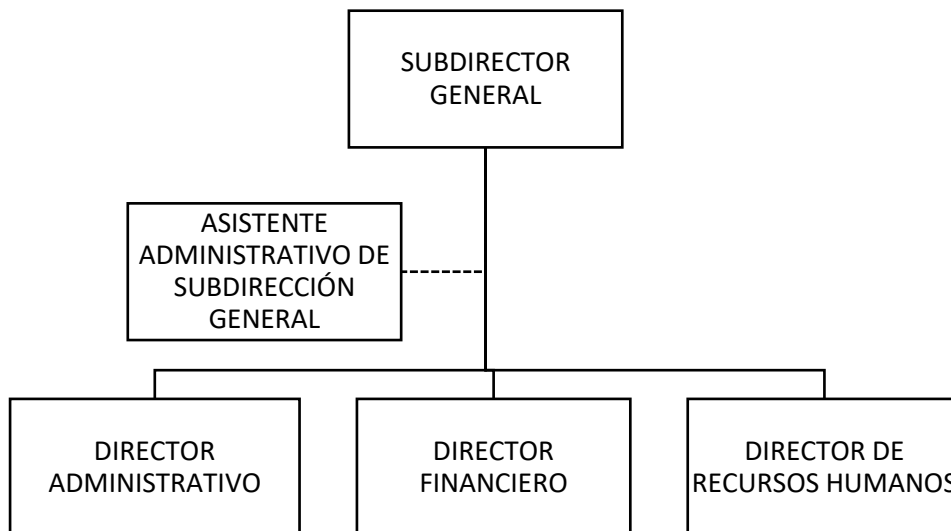 SUBDIRECTOR
GENERAL
ASISTENTE
ADMINISTRATIVO DE
SUBDIRECCIÓN
GENERAL
DIRECTOR
ADMINISTRATIVO
DIRECTOR
FINANCIERO
DIRECTOR DE
RECURSOS HUMANOS